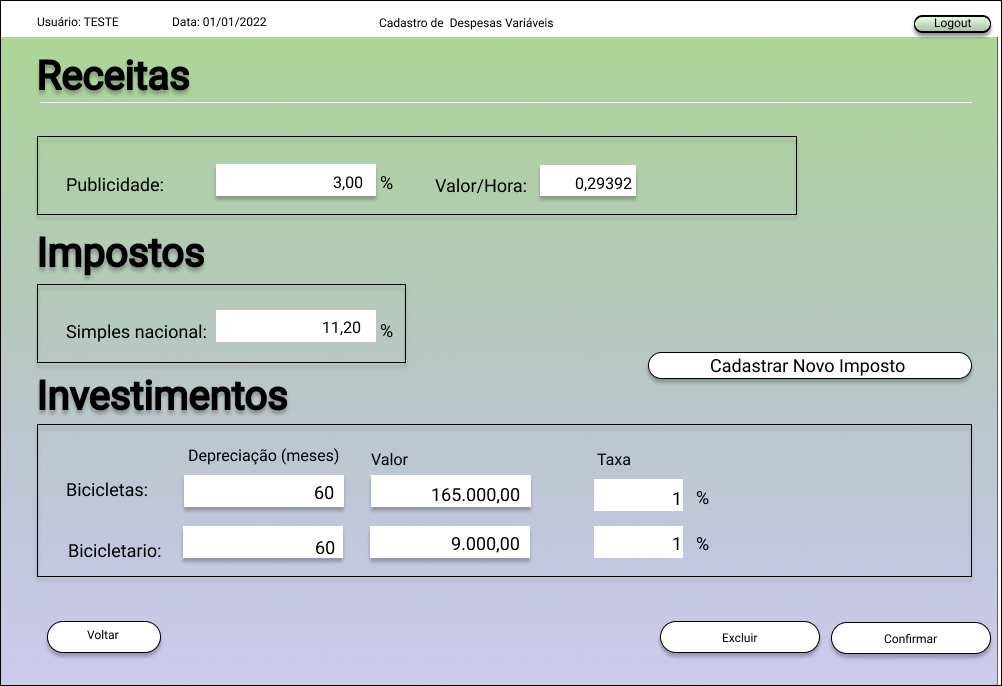 Usuário: TESTE Data: 01/01/2022 Cadastro de Despesas Variáveis Logout
Receitas
Publicidade: 3,00 % Valor/Hora: 0,29392
Impostos
Simples nacional: 11,20 %
Cadastrar Novo Imposto
Investimentos
Depreciação (meses) Valor Taxa
Bicicletas: 60 165.000,00 1 %
Bicicletario: 60 9.000,00 1 %
Voltar Excluir Confirmar